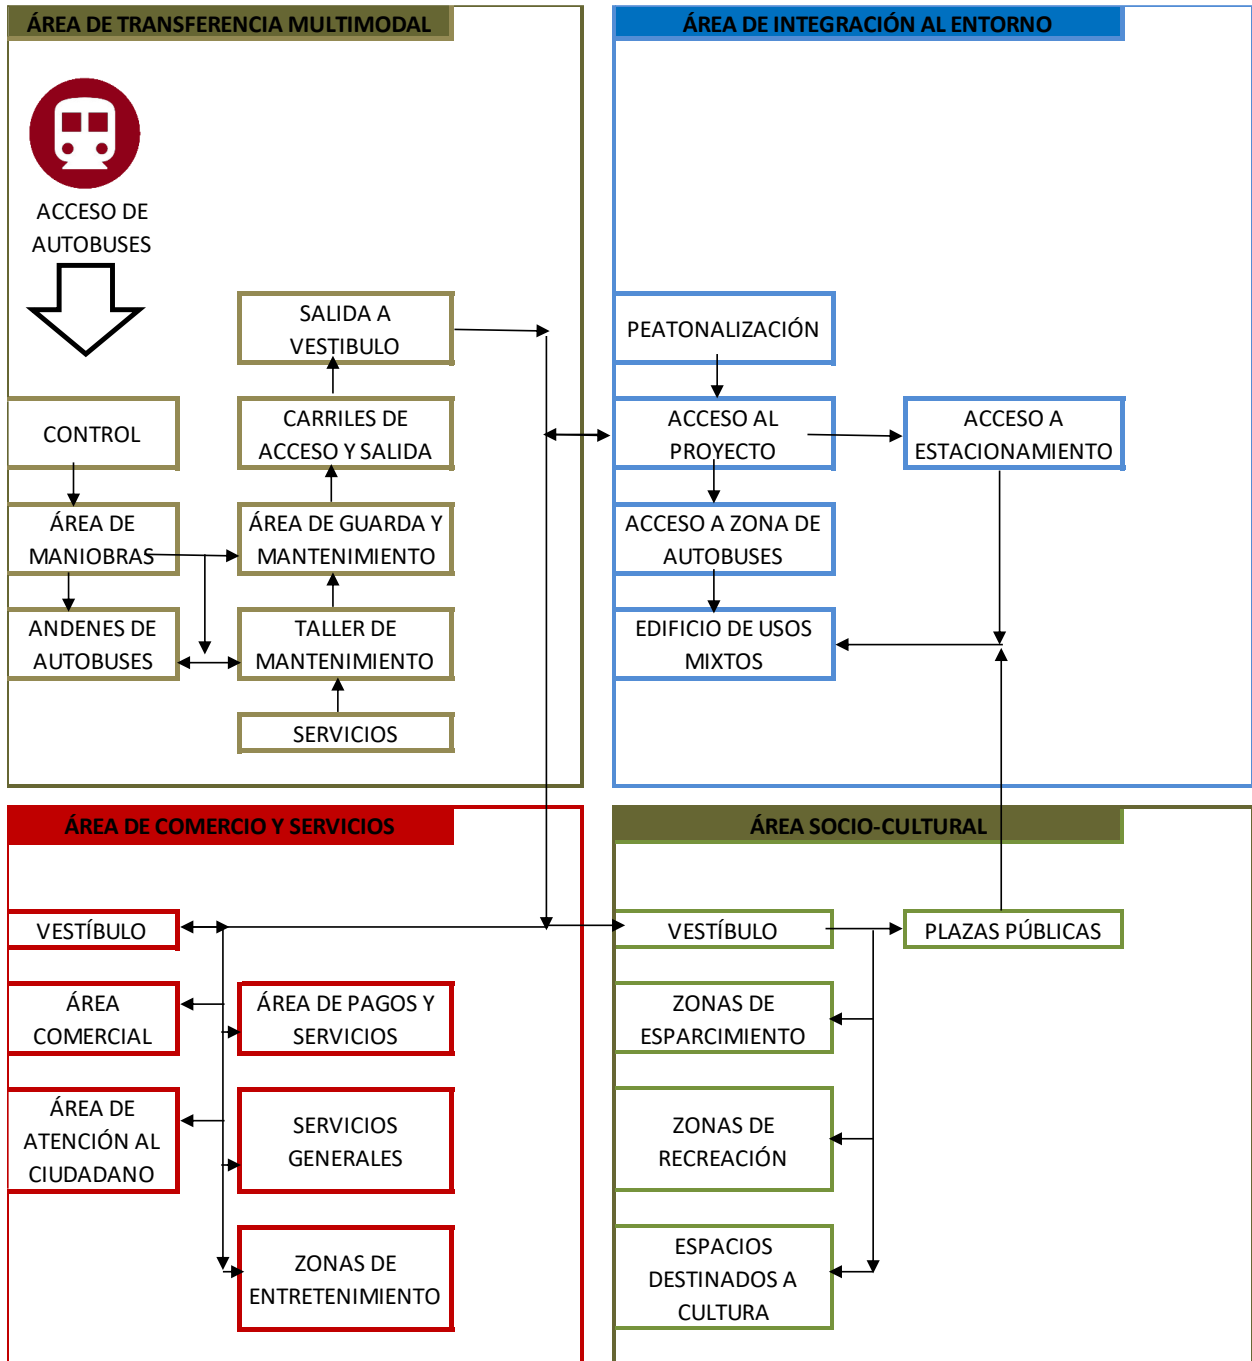 ÁREA DE TRANSFERENCIA MULTIMODAL
ACCESO DE
AUTOBUSES
SALIDA A
VESTIBULO
CONTROL
CARRILES DE
ACCESO Y SALIDA
ÁREA DE
MANIOBRAS
ÁREA DE GUARDA Y
MANTENIMIENTO
ANDENES DE
AUTOBUSES
TALLER DE
MANTENIMIENTO
SERVICIOS
ÁREA DE INTEGRACIÓN AL ENTORNO
PEATONALIZACIÓN
ACCESO AL
PROYECTO
ACCESO A
ESTACIONAMIENTO
ACCESO A ZONA DE
AUTOBUSES
EDIFICIO DE USOS
MIXTOS
ÁREA DE COMERCIO Y SERVICIOS
VESTÍBULO
ÁREA
COMERCIAL
ÁREA DE PAGOS Y
SERVICIOS
ÁREA DE
ATENCIÓN AL
CIUDADANO
SERVICIOS
GENERALES
ZONAS DE
ENTRETENIMIENTO
ÁREA SOCIO-CULTURAL
VESTÍBULO
PLAZAS PÚBLICAS
ZONAS DE
ESPARCIMIENTO
ZONAS DE
RECREACIÓN
ESPACIOS
DESTINADOS A
CULTURA